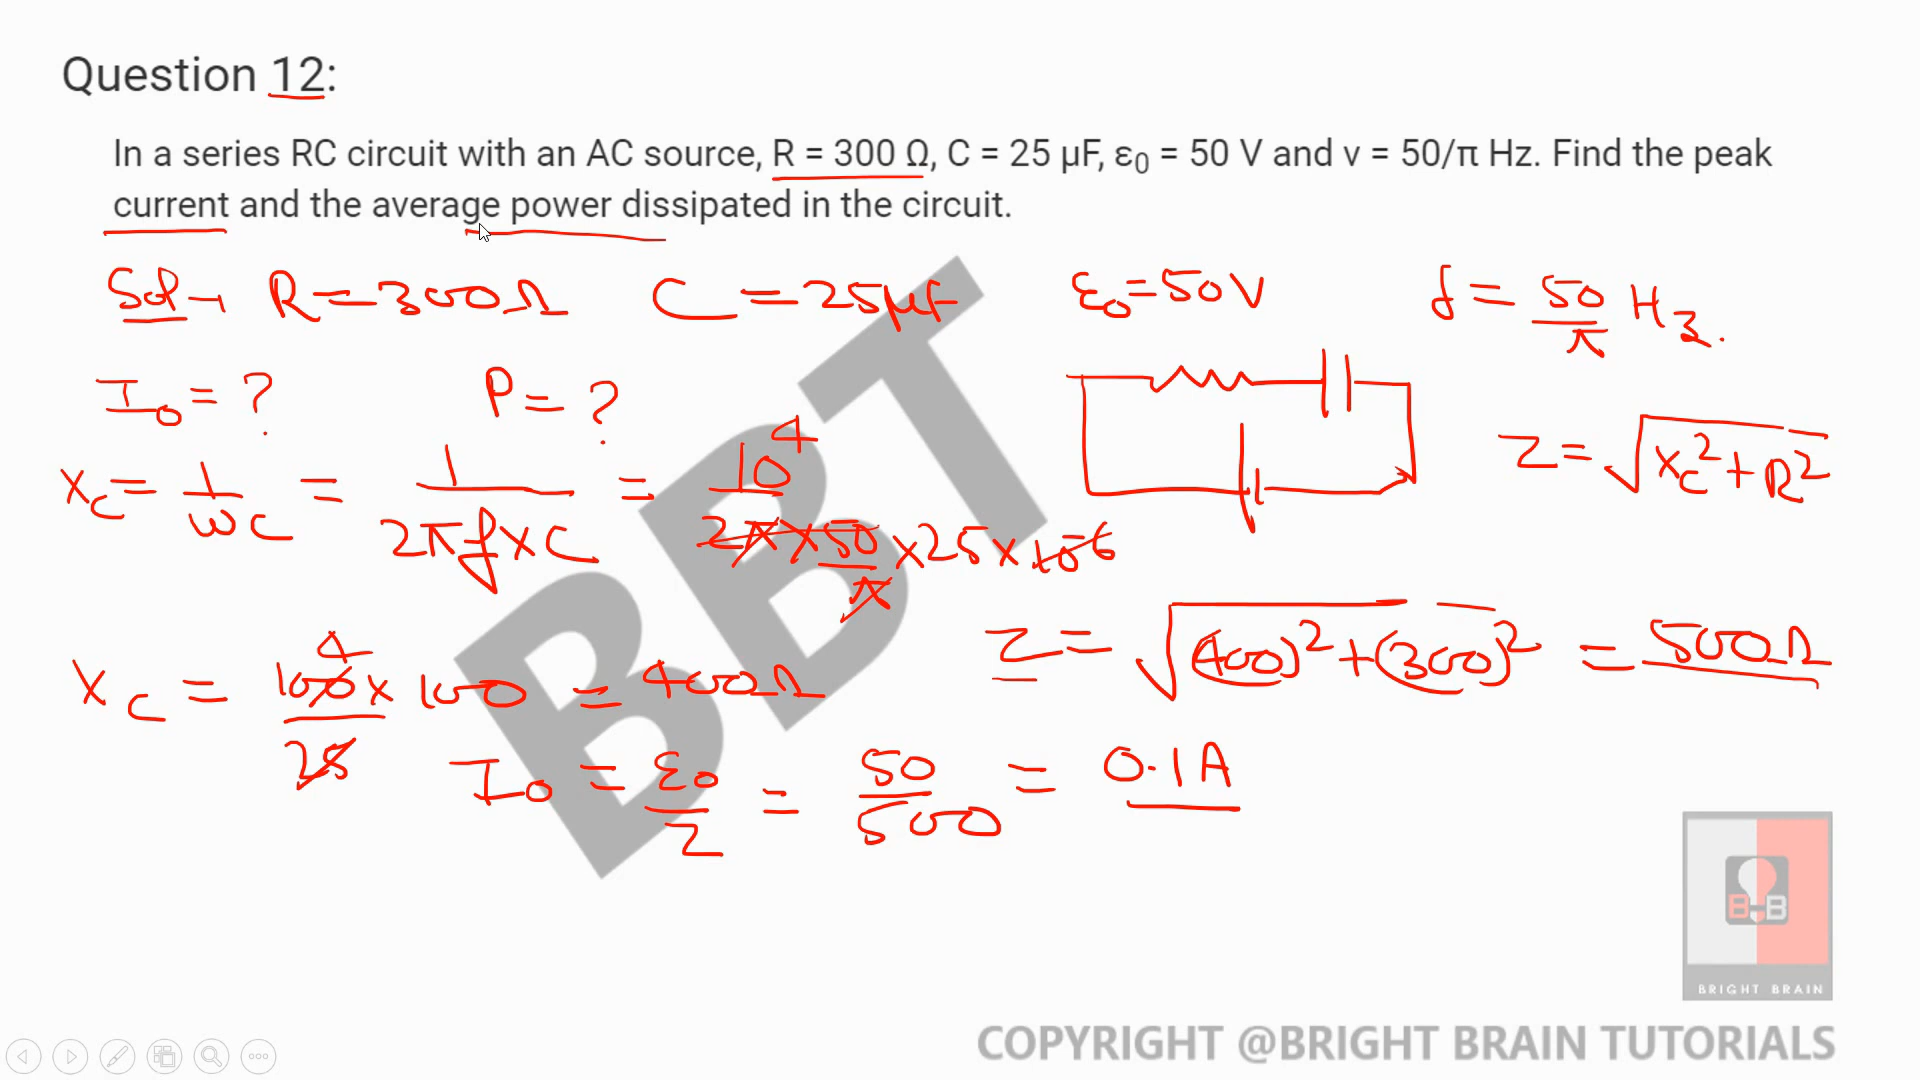 Question 12:
In a series RC circuit with an AC source, R = 300 Ω, C = 25 μF, ε₀ = 50 V and ν = 50/π Hz. Find the peak
current and the average power dissipated in the circuit.
Sol→ R=300Ω C=25μF ε₀=50V f=50/π Hz.
I₀=? P=?
Z=√(Xc²+R²)
Xc=1/ωC=1/(2πf×C)=10⁴/(2π×50/π×25×10⁻⁶)
Z=√((400)²+(300)²)=500Ω
Xc=100×100/25 4=400Ω
I₀=ε₀/Z=50/500=0.1A
BBT
B B
BRIGHT BRAIN
COPYRIGHT @BRIGHT BRAIN TUTORIALS